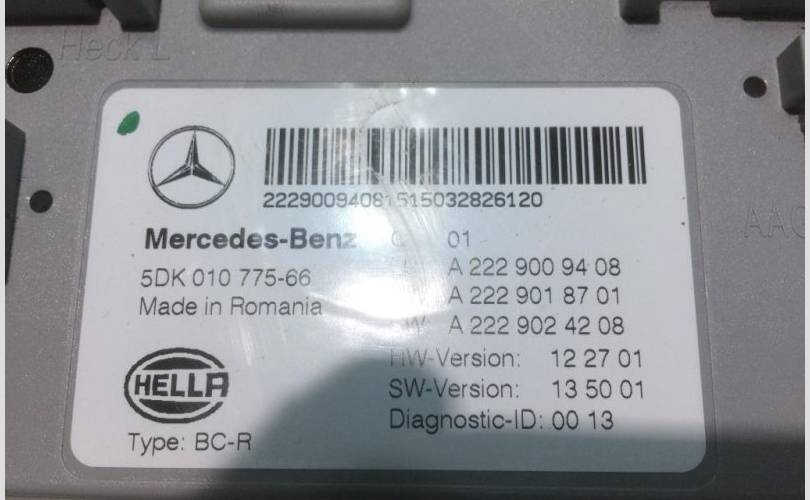 Heck L
22290094081515032826120
Mercedes-Benz
01
5DK 010 775-66
A 222 900 94 08
Made in Romania
A 222 901 87 01
A 222 902 42 08
HW-Version: 12 27 01
HELLA
SW-Version: 13 50 01
Diagnostic-ID: 00 13
Type: BC-R